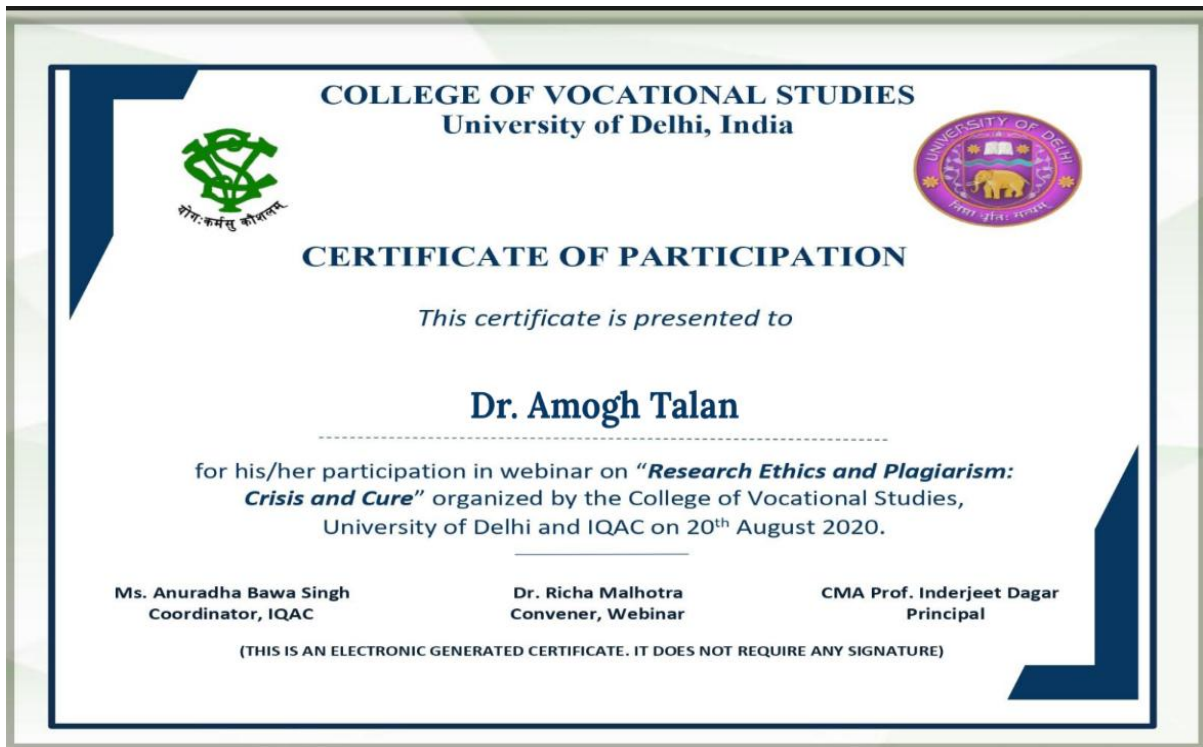 COLLEGE OF VOCATIONAL STUDIES
University of Delhi, India
योग:कर्मसु कौशलम्
UNIVERSITY OF DELHI
CERTIFICATE OF PARTICIPATION
This certificate is presented to
Dr. Amogh Talan
for his/her participation in webinar on “Research Ethics and Plagiarism:
Crisis and Cure” organized by the College of Vocational Studies,
University of Delhi and IQAC on 20th August 2020.
Ms. Anuradha Bawa Singh
Coordinator, IQAC
Dr. Richa Malhotra
Convener, Webinar
CMA Prof. Inderjeet Dagar
Principal
(THIS IS AN ELECTRONIC GENERATED CERTIFICATE. IT DOES NOT REQUIRE ANY SIGNATURE)